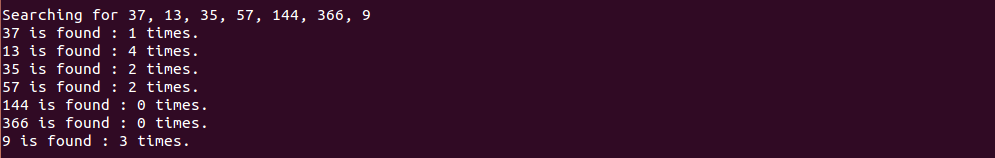 Searching for 37, 13, 35, 57, 144, 366, 9
37 is found : 1 times.
13 is found : 4 times.
35 is found : 2 times.
57 is found : 2 times.
144 is found : 0 times.
366 is found : 0 times.
9 is found : 3 times.